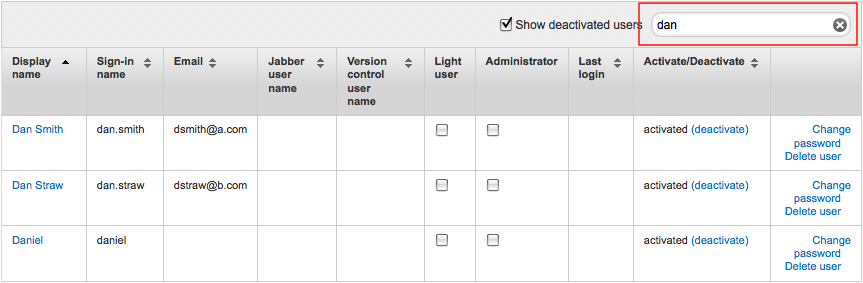 Show deactivated users dan
Display name Sign-in name Email Jabber user name Version control user name Light user Administrator Last login Activate/Deactivate
Dan Smith dan.smith dsmith@a.com activated (deactivate) Change password
Delete user
Dan Straw dan.straw dstraw@b.com activated (deactivate) Change password
Delete user
Daniel daniel activated (deactivate) Change password
Delete user